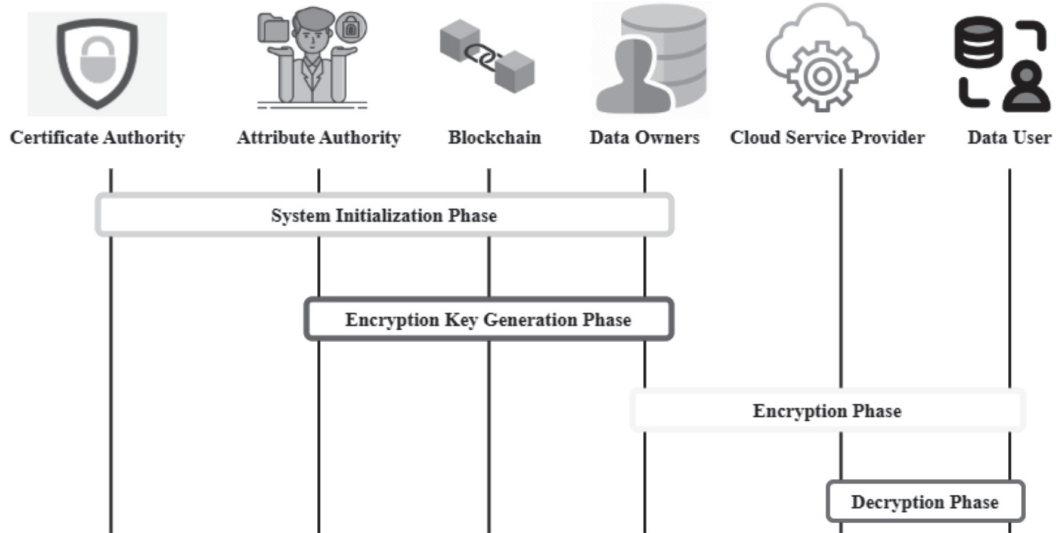 Certificate Authority
Attribute Authority
Blockchain
Data Owners
Cloud Service Provider
Data User
System Initialization Phase
Encryption Key Generation Phase
Encryption Phase
Decryption Phase